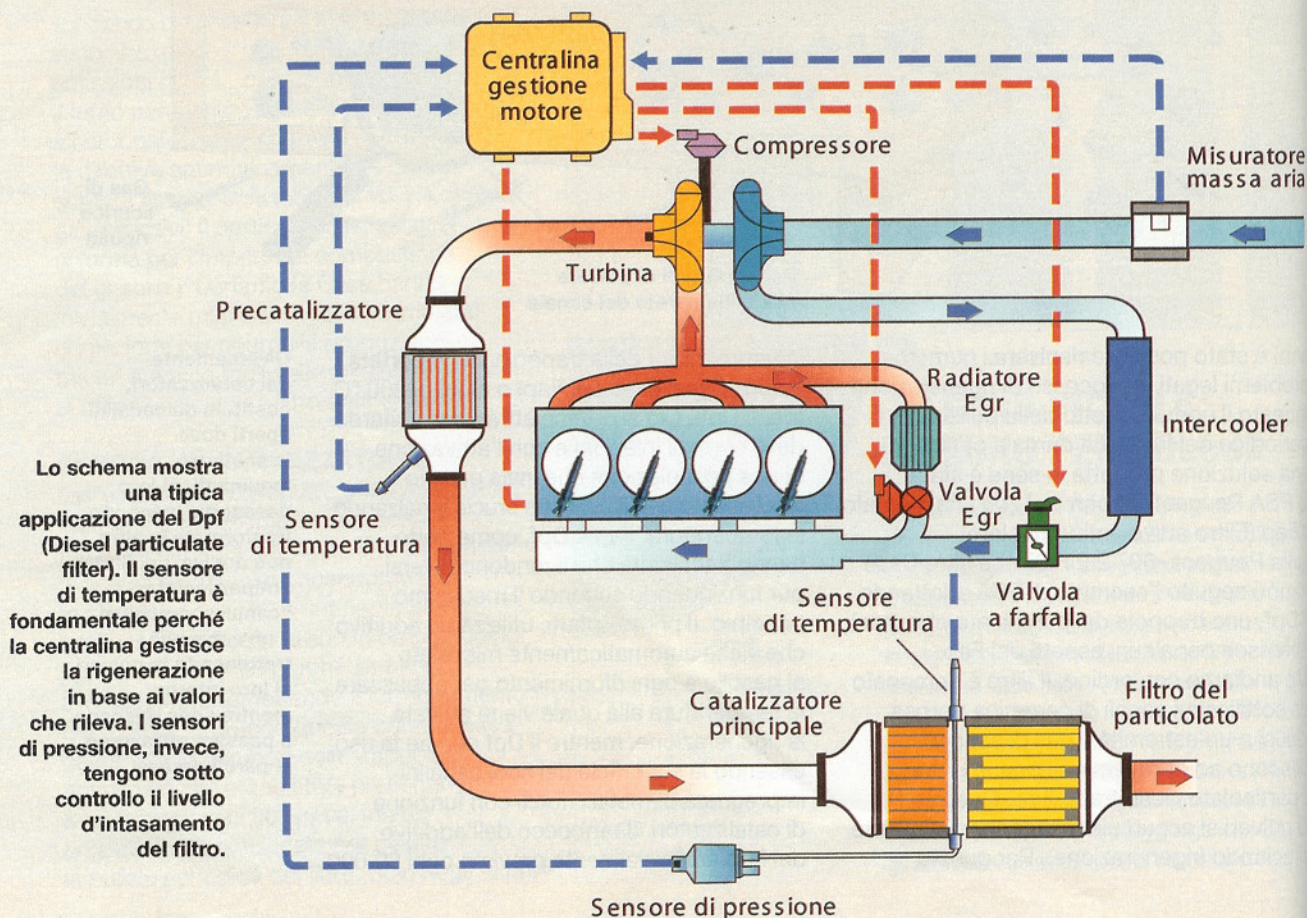 Centralina
gestione
motore
Compressore
Misuratore
massa aria
Turbina
Precatalizzatore
Radiatore
Egr
Intercooler
Lo schema mostra
una tipica
applicazione del Dpf
(Diesel particulate
filter). Il sensore
di temperatura è
fondamentale perché
la centralina gestisce
la rigenerazione
in base ai valori
che rileva. I sensori
di pressione, invece,
tengono sotto
controllo il livello
d'intasamento
del filtro.
Sensore
di temperatura
Valvola
Egr
Valvola
farfalla
Sensore
di temperatura
Catalizzatore
principale
Filtro del
particolato
Sensore di pressione